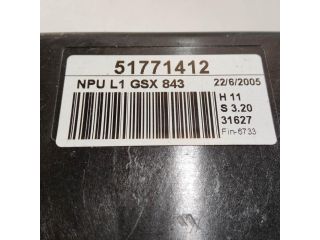 51771412
NPU L1 GSX 843 22/6/2005
H 11
S 3.20
31627
Fin-6733